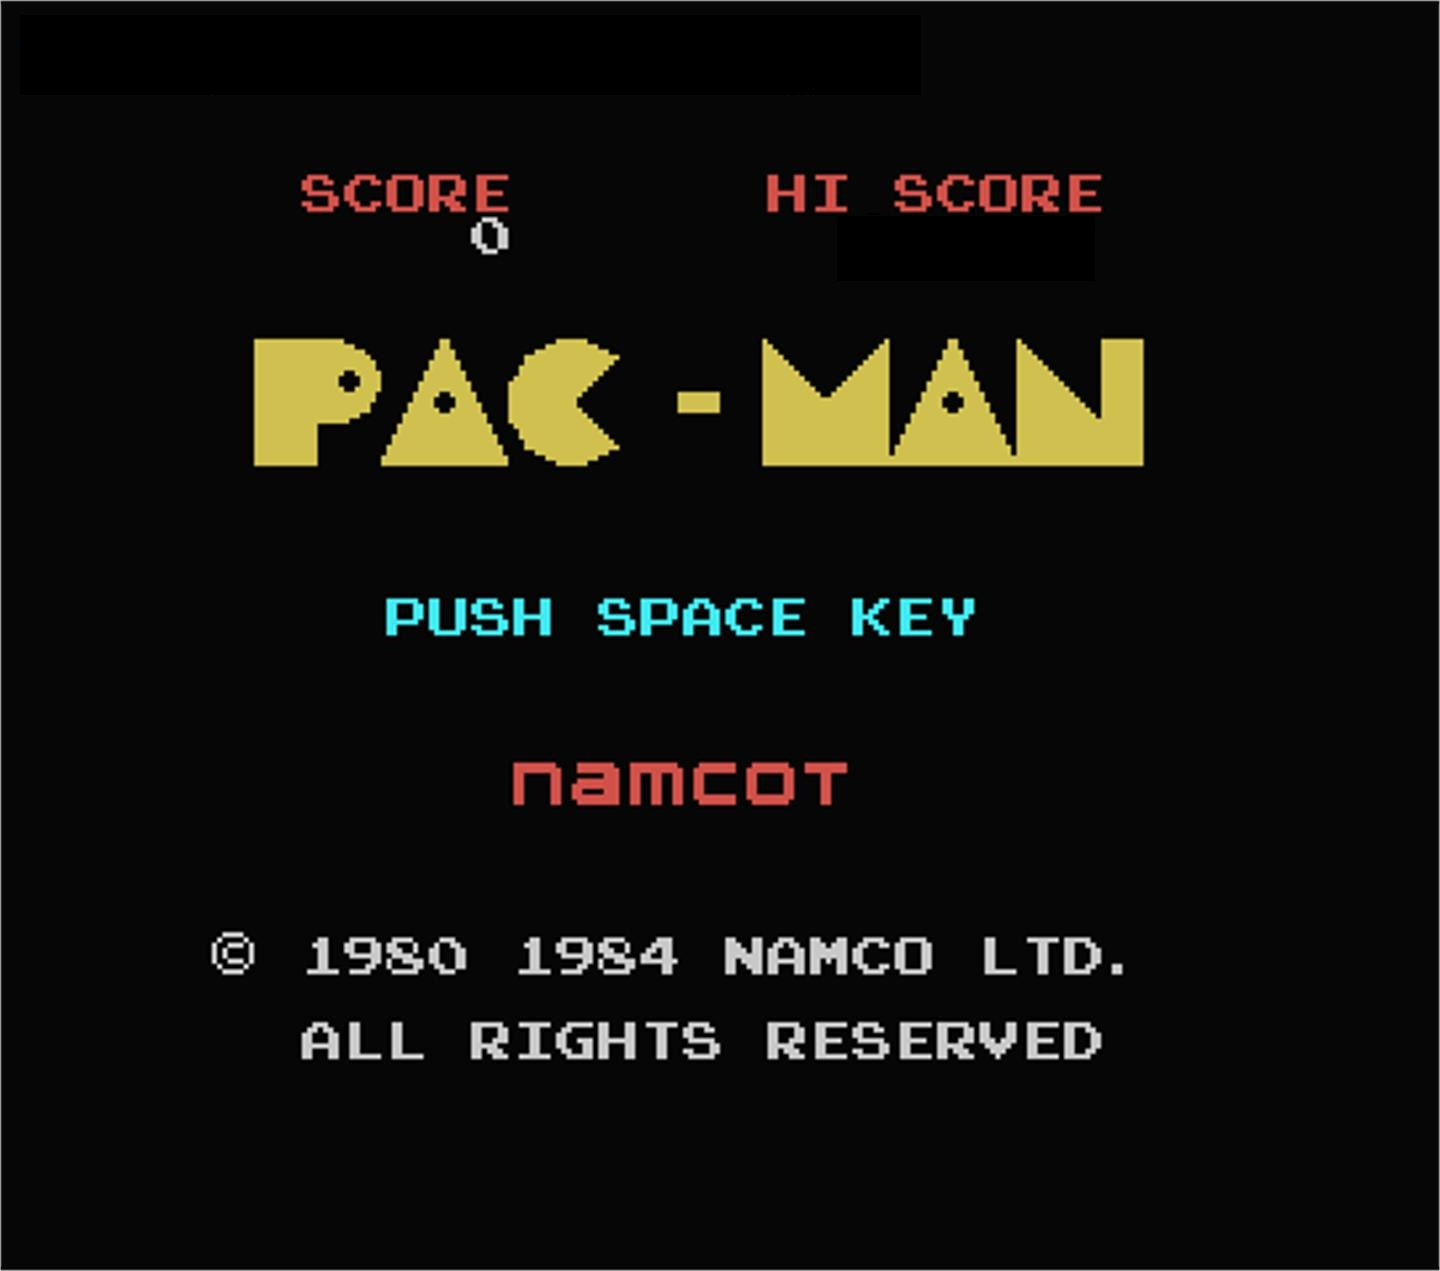 SCORE HI SCORE
0
PAC-MAN
PUSH SPACE KEY
namcot
© 1980 1984 NAMCO LTD.
ALL RIGHTS RESERVED